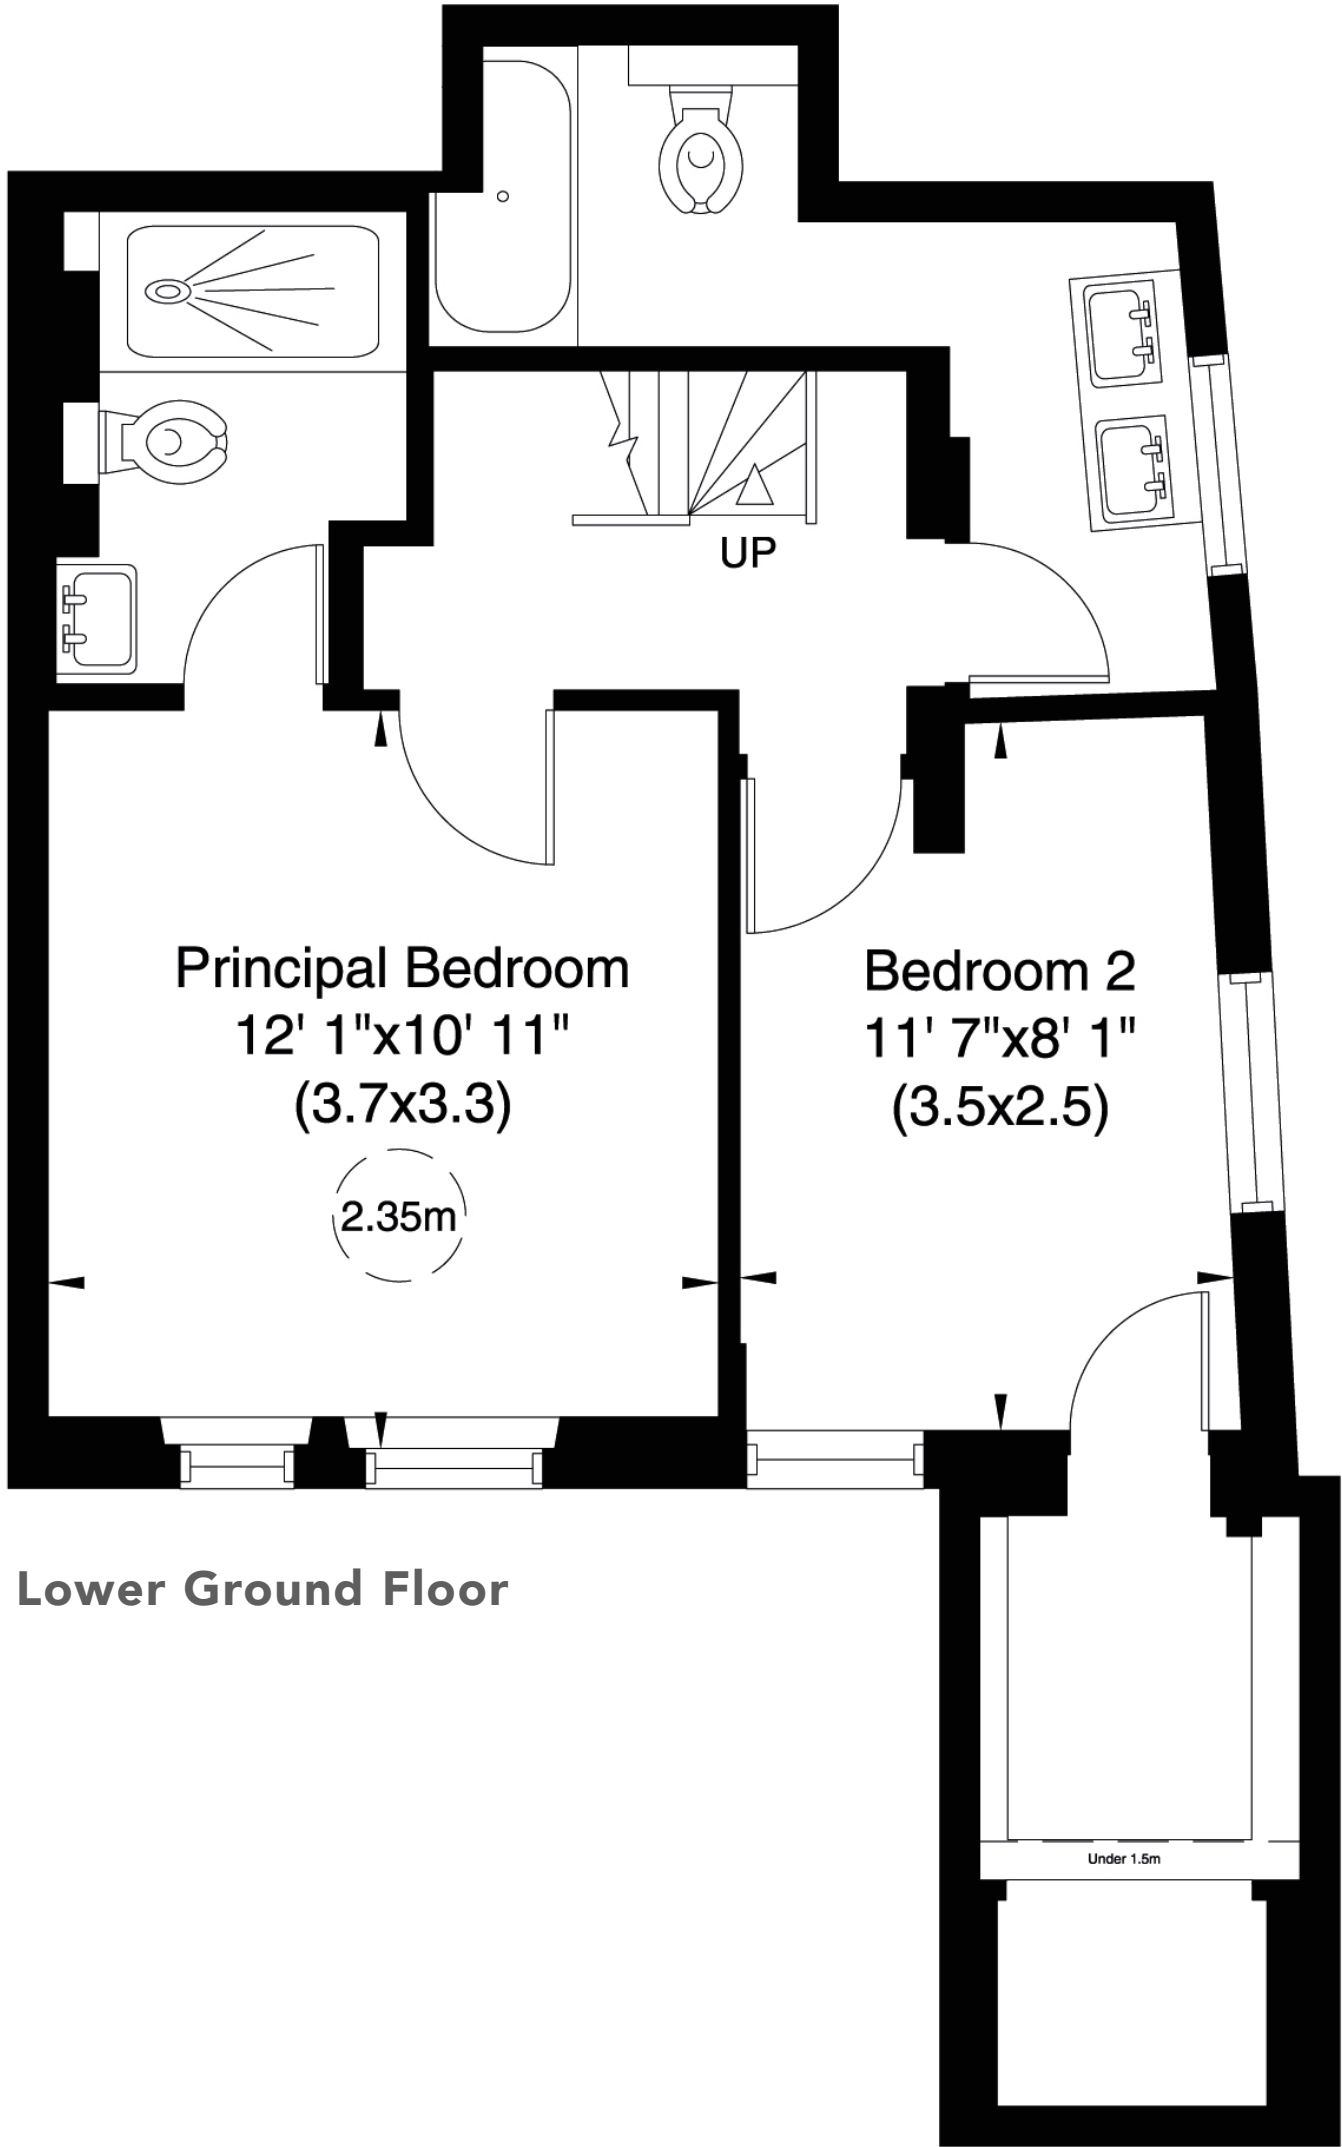 UP
Principal Bedroom
12' 1"x10' 11"
(3.7x3.3)
2.35m
Bedroom 2
11' 7"x8' 1"
(3.5x2.5)
Lower Ground Floor
Under 1.5m